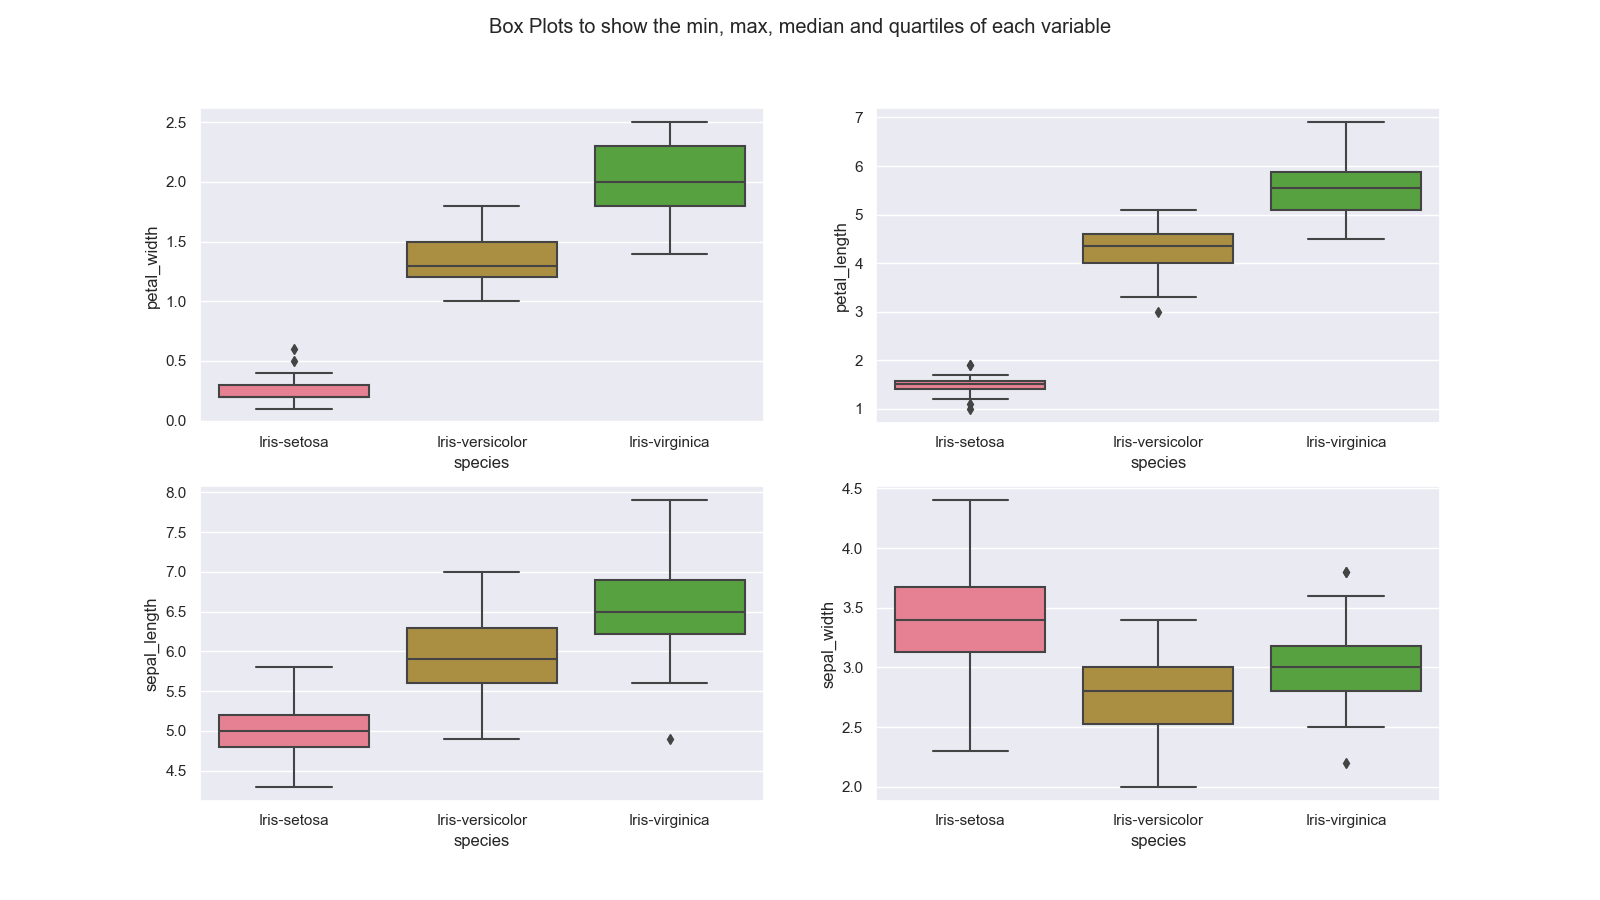 Box Plots to show the min, max, median and quartiles of each variable
2.5
2.0
1.5
1.0
0.5
0.0
petal_width
Iris-setosa Iris-versicolor Iris-virginica
species
7
6
5
4
3
2
1
petal_length
Iris-setosa Iris-versicolor Iris-virginica
species
8.0
7.5
7.0
6.5
6.0
5.5
5.0
4.5
sepal_length
Iris-setosa Iris-versicolor Iris-virginica
species
4.5
4.0
3.5
3.0
2.5
2.0
sepal_width
Iris-setosa Iris-versicolor Iris-virginica
species